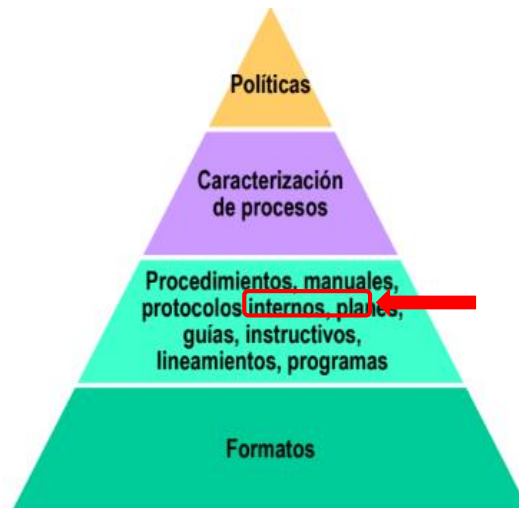 Políticas
Caracterización
de procesos
Procedimientos, manuales,
protocolos internos, planes,
guías, instructivos,
lineamientos, programas
Formatos